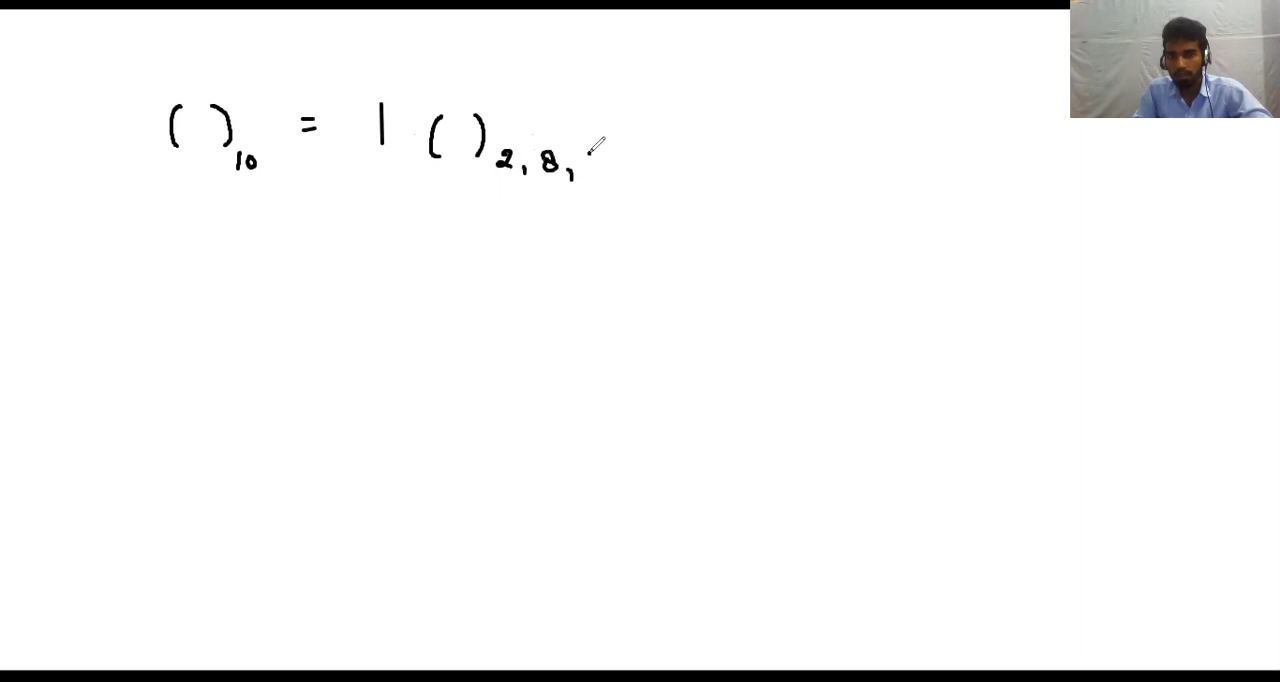 ( )10 = | ( )2, 8,